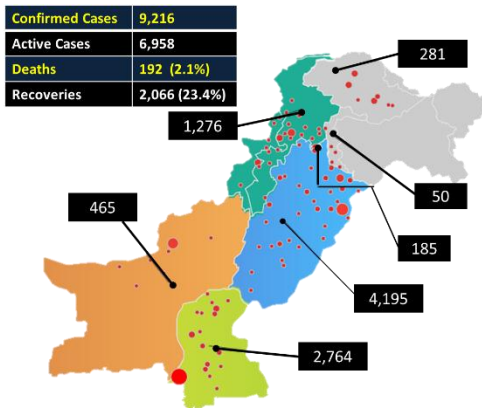 Confirmed Cases 9,216
Active Cases 6,958
Deaths 192 (2.1%)
Recoveries 2,066 (23.4%)
281
1,276
50
465
185
4,195
2,764